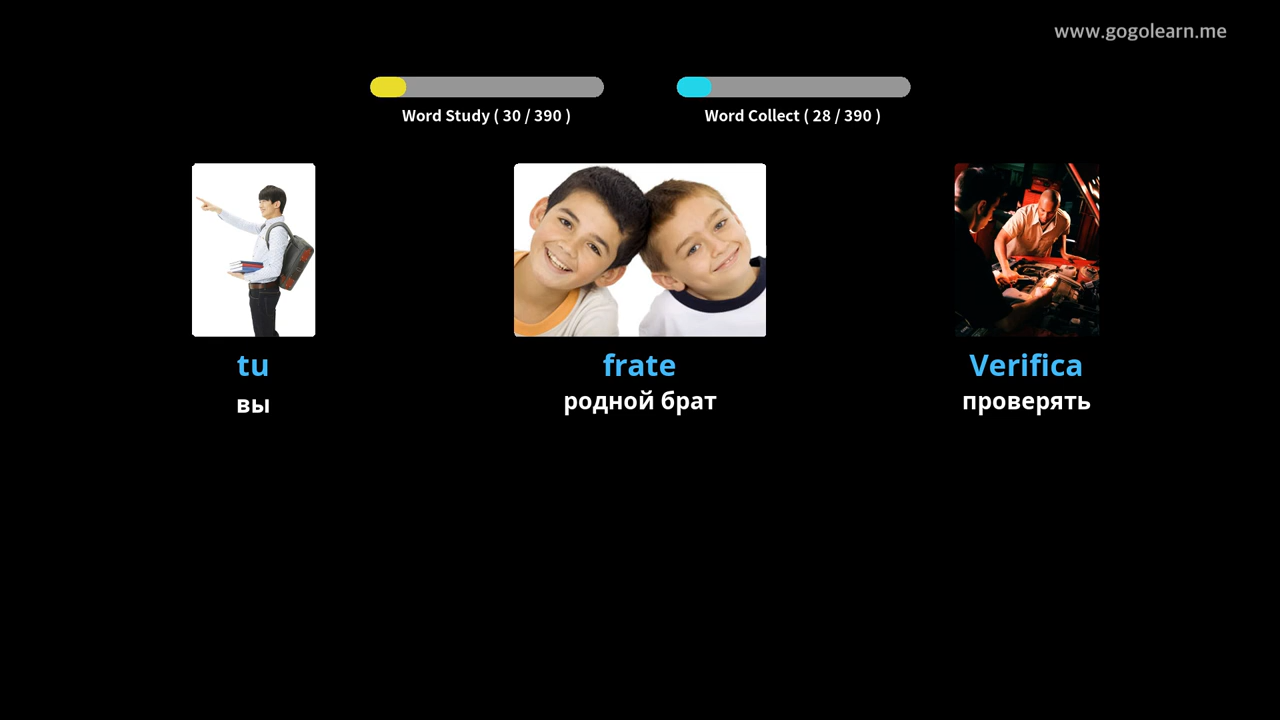 www.gogolearn.me
Word Study ( 30 / 390 )
Word Collect ( 28 / 390 )
tu
вы
frate
родной брат
Verifica
проверять